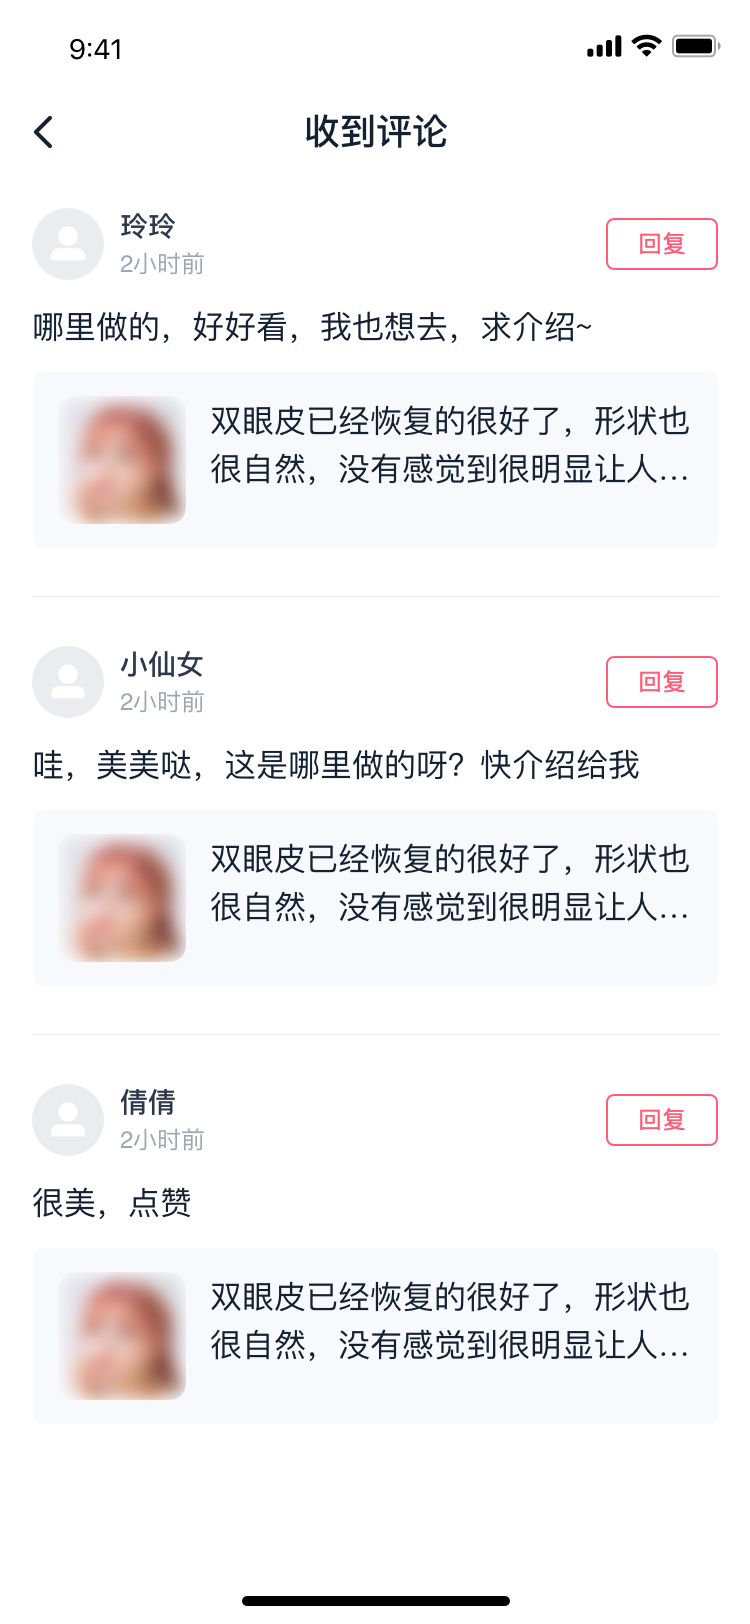 9:41
收到评论
玲玲
回复
2小时前
哪里做的，好好看，我也想去，求介绍~
双眼皮已经恢复的很好了，形状也
很自然，没有感觉到很明显让人...
小仙女
回复
2小时前
哇，美美哒，这是哪里做的呀？快介绍给我
双眼皮已经恢复的很好了，形状也
很自然，没有感觉到很明显让人...
倩倩
回复
2小时前
很美，点赞
双眼皮已经恢复的很好了，形状也
很自然，没有感觉到很明显让人...